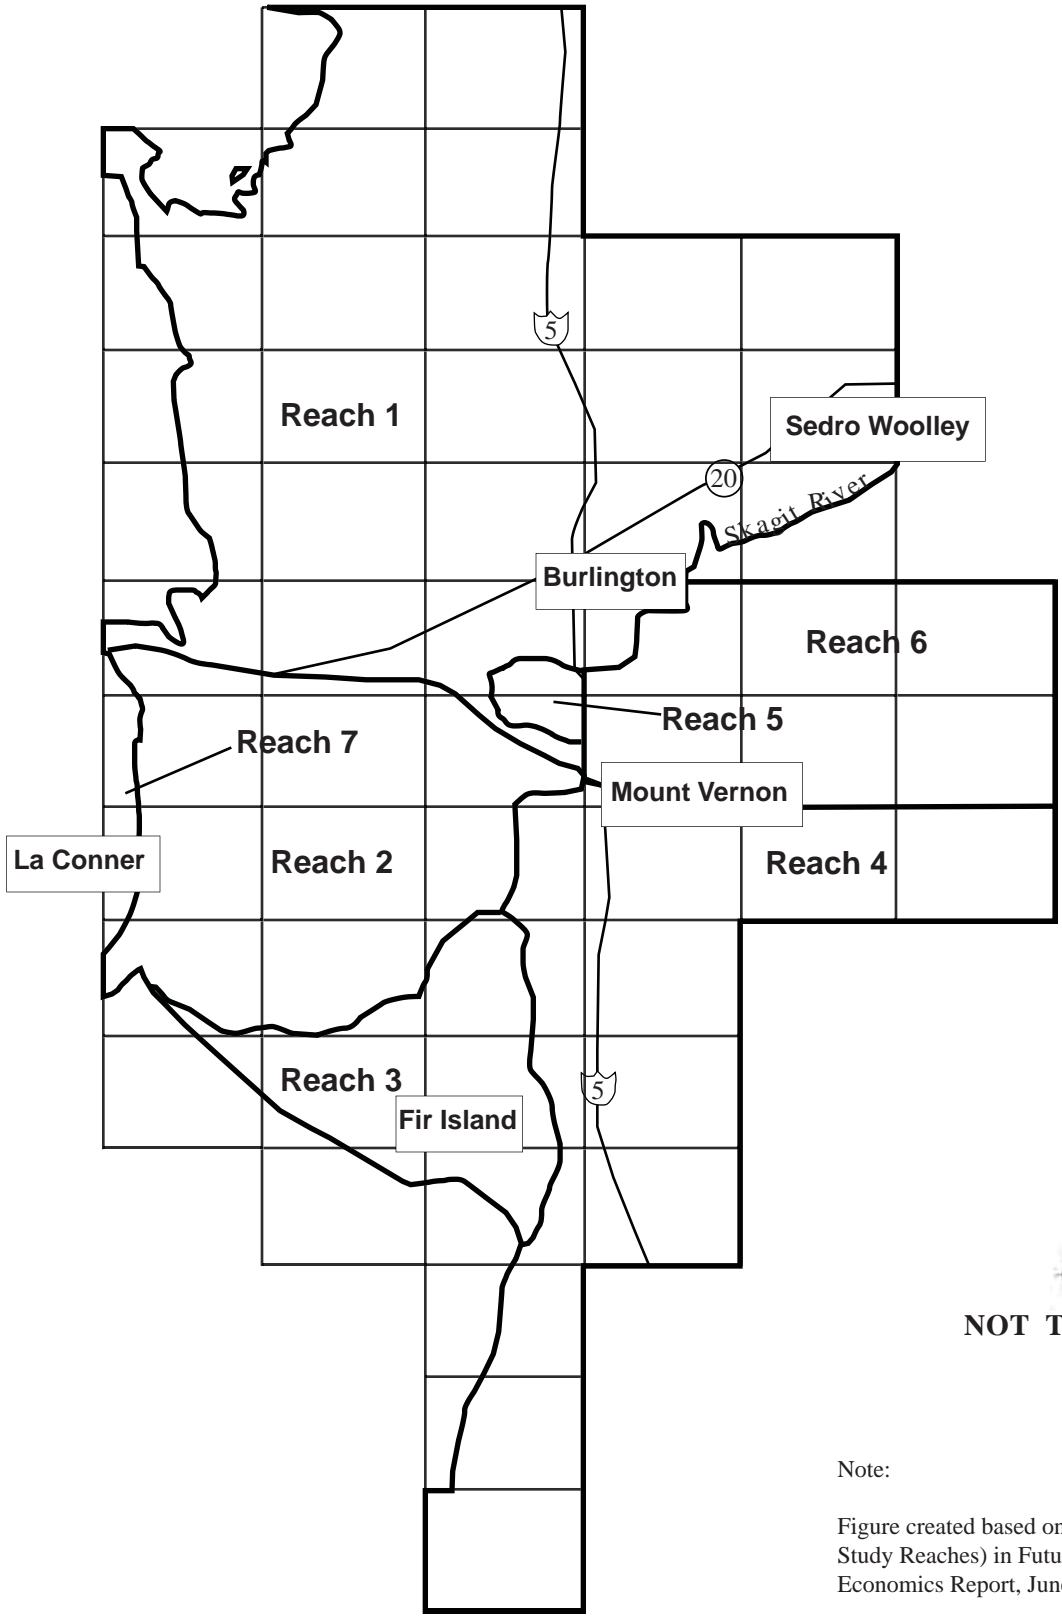 5
Reach 1
Sedro Woolley
20
Skagit River
Burlington
Reach 6
Reach 5
Reach 7
Mount Vernon
La Conner
Reach 2
Reach 4
Reach 3
5
Fir Island
NOT T
Note:
Figure created based on
Study Reaches) in Futu
Economics Report, June